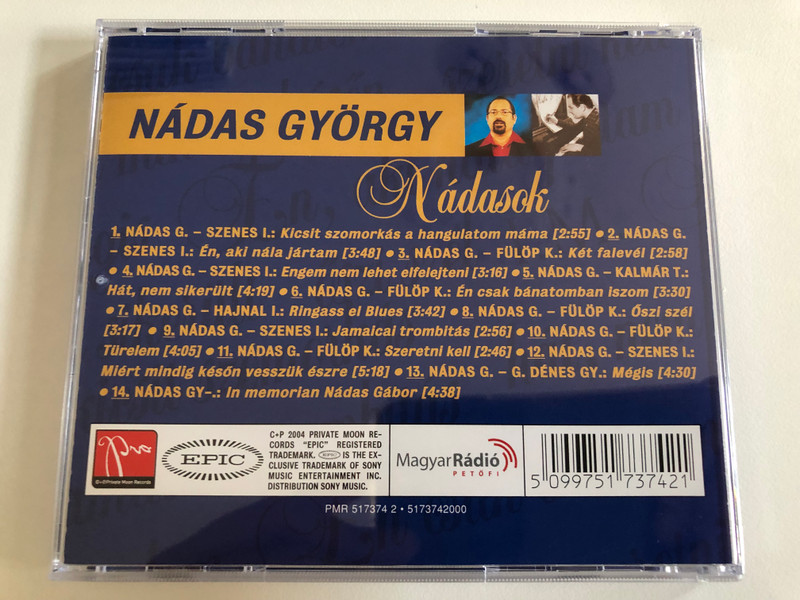 NÁDAS GYÖRGY
Nádasok
1. NÁDAS G. – SZENES I.: Kicsit szomorkás a hangulatom máma [2:55] • 2. NÁDAS G.
– SZENES I.: Én, aki nála jártam [3:48] • 3. NÁDAS G. – FÜLÖP K.: Két falevél [2:58]
• 4. NÁDAS G. – SZENES I.: Engem nem lehet elfelejteni [3:16] • 5. NÁDAS G. – KALMÁR T.:
Hát, nem sikerült [4:19] • 6. NÁDAS G. – FÜLÖP K.: Én csak bánatomban iszom [3:30]
• 7. NÁDAS G. – HAJNAL I.: Ringass el Blues [3:42] • 8. NÁDAS G. – FÜLÖP K.: Őszi szél
[3:17] • 9. NÁDAS G. – SZENES I.: Jamaicai trombitás [2:56] • 10. NÁDAS G. – FÜLÖP K.:
Türelem [4:05] • 11. NÁDAS G. – FÜLÖP K.: Szeretni kell [2:46] • 12. NÁDAS G. – SZENES I.:
Miért mindig későn vesszük észre [5:18] • 13. NÁDAS G. – G. DÉNES GY.: Mégis [4:30]
• 14. NÁDAS GY-.: In memorian Nádas Gábor [4:38]
©+℗Private Moon Records
EPIC
C+P 2004 PRIVATE MOON RE-
CORDS "EPIC" REGISTERED
TRADEMARK. EPIC IS THE EX-
CLUSIVE TRADEMARK OF SONY
MUSIC ENTERTAINMENT INC.
DISTRIBUTION SONY MUSIC.
MagyarRádió
PETŐFI
5 099751 737421
PMR 517374 2 • 5173742000